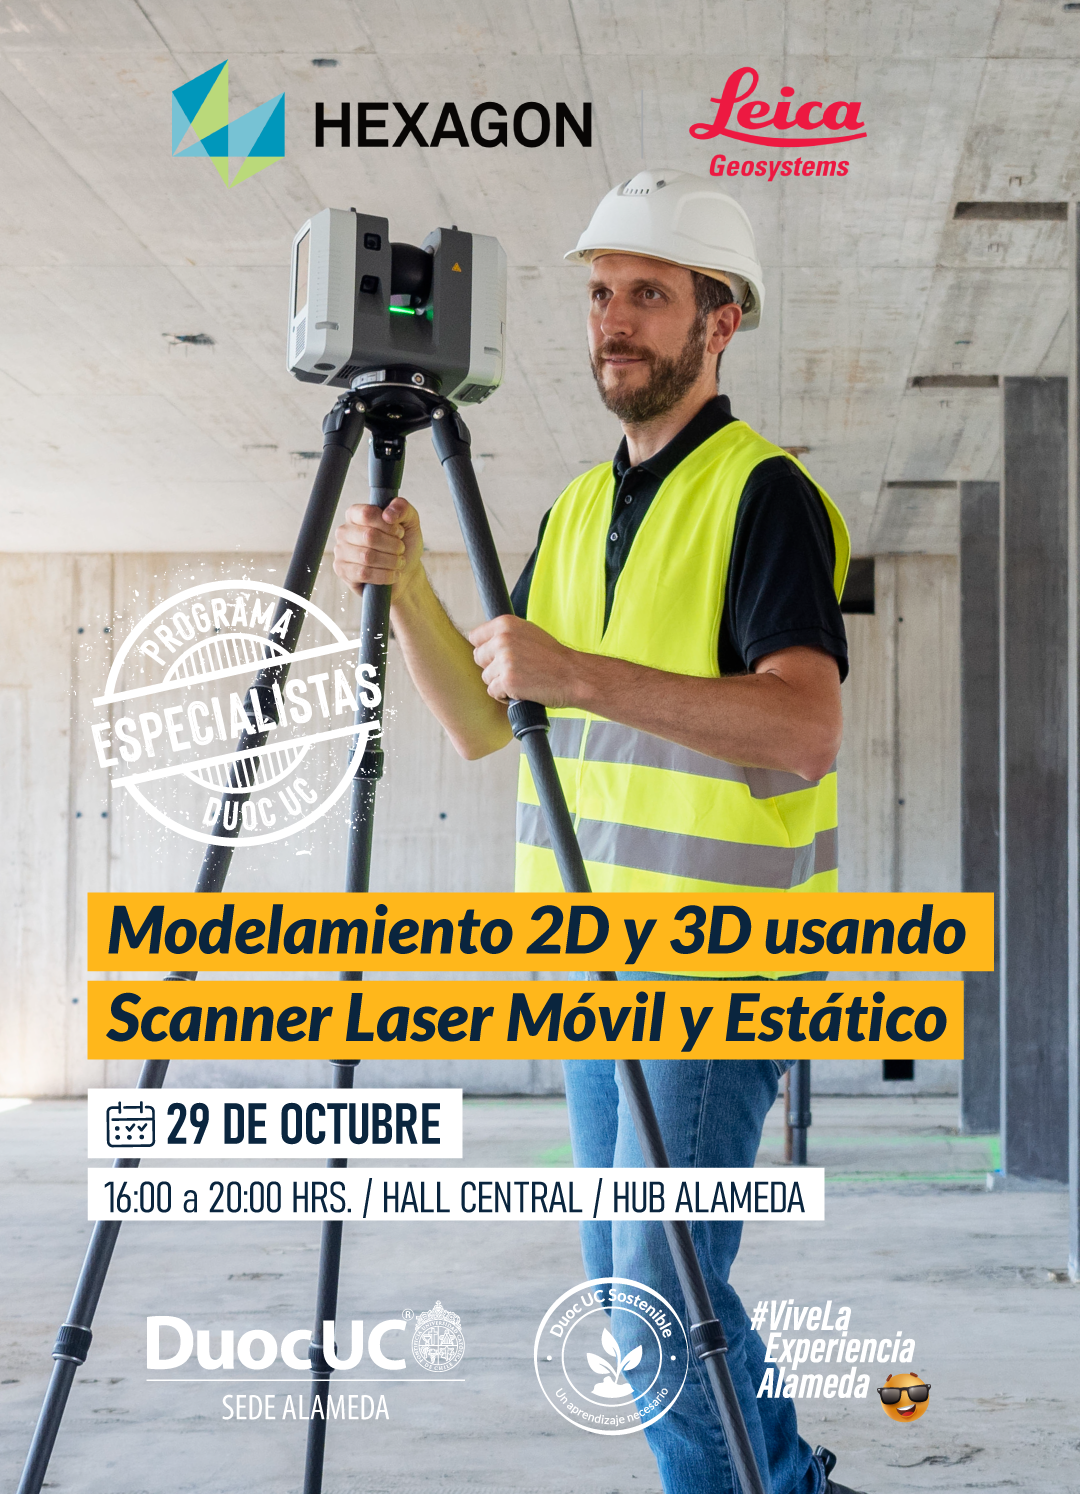 HEXAGON
Leica
Geosystems
PROGRAMA
ESPECIALISTAS
DUOC UC
Modelamiento 2D y 3D usando
Scanner Laser Móvil y Estático
29 DE OCTUBRE
16:00 a 20:00 HRS. / HALL CENTRAL / HUB ALAMEDA
DuocUC®
SEDE ALAMEDA
Duoc UC Sostenible
Un aprendizaje necesario
#ViveLa
Experiencia
Alameda